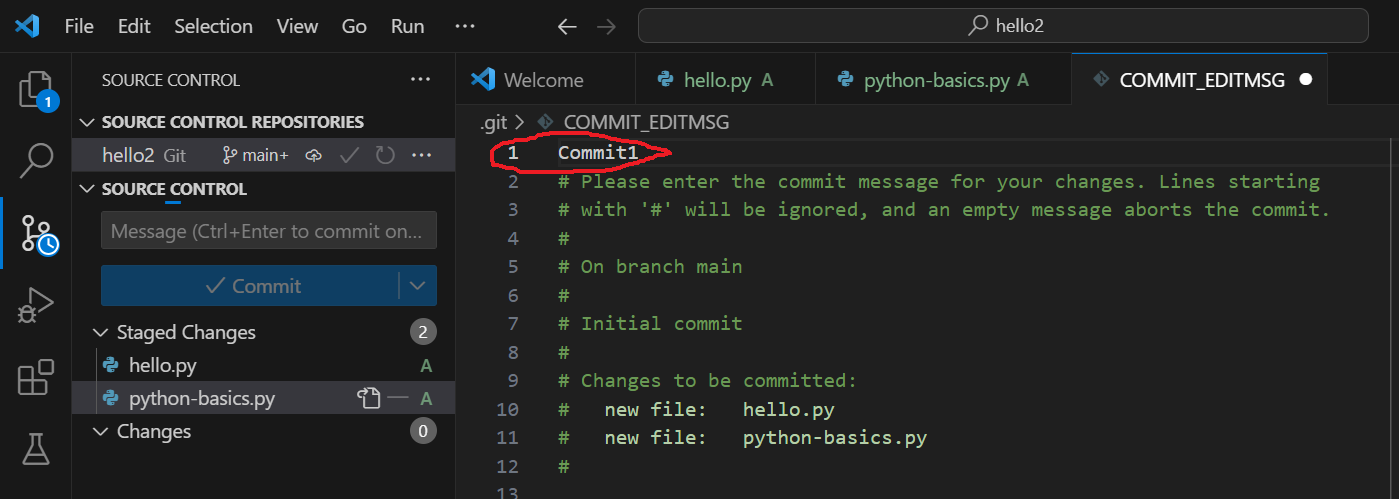 File Edit Selection View Go Run ··· ← → hello2
SOURCE CONTROL ···
Welcome hello.py A python-basics.py A COMMIT_EDITMSG ●
1
SOURCE CONTROL REPOSITORIES
hello2 Git main+ ···
SOURCE CONTROL
Message (Ctrl+Enter to commit on...
Commit
Staged Changes 2
hello.py A
python-basics.py A
Changes 0
.git > COMMIT_EDITMSG
1 Commit1
2 # Please enter the commit message for your changes. Lines starting
3 # with '#' will be ignored, and an empty message aborts the commit.
4 #
5 # On branch main
6 #
7 # Initial commit
8 #
9 # Changes to be committed:
10 #   new file:   hello.py
11 #   new file:   python-basics.py
12 #
13